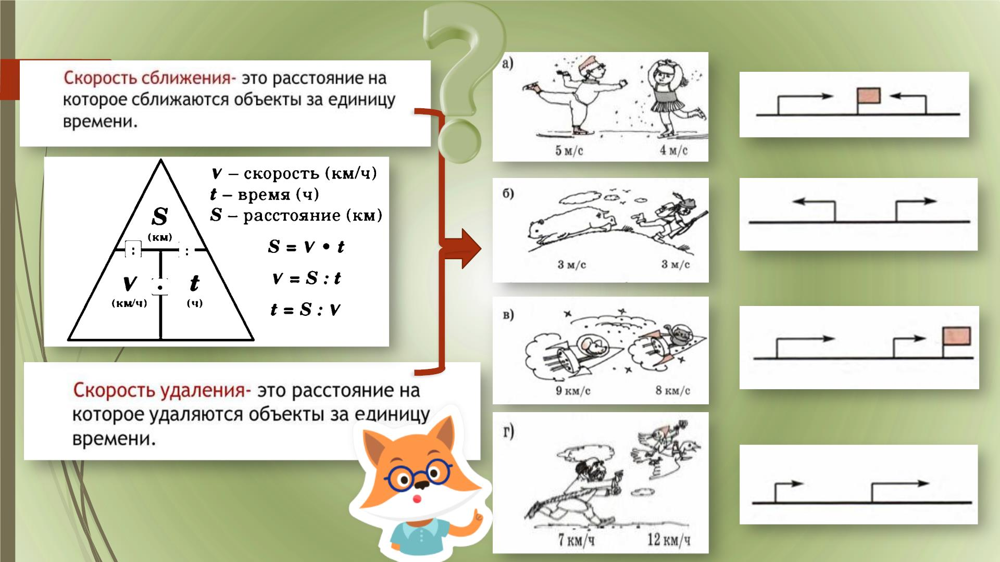 Скорость сближения- это расстояние на
которое сближаются объекты за единицу
времени.
V – скорость (км/ч)
t – время (ч)
S – расстояние (км)
S = V • t
V = S : t
t = S : V
S
(км)
: :
V • t
(км/ч) (ч)
Скорость удаления- это расстояние на
которое удаляются объекты за единицу
времени.
?
а)
5 м/с 4 м/с
б)
3 м/с 3 м/с
в)
9 км/с 8 км/с
г)
7 км/ч 12 км/ч